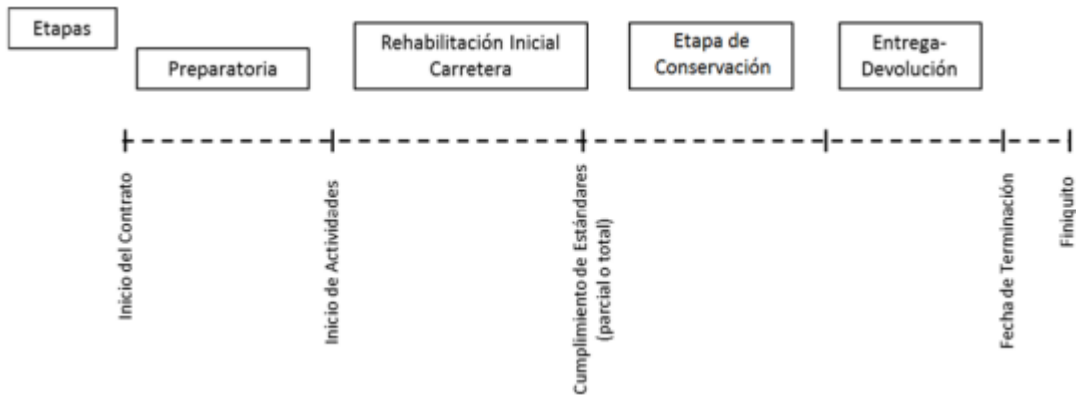 Etapas
Preparatoria
Rehabilitación Inicial
Carretera
Etapa de
Conservación
Entrega-
Devolución
Inicio del Contrato
Inicio de Actividades
Cumplimiento de Estándares
(parcial o total)
Fecha de Terminación
Finiquito